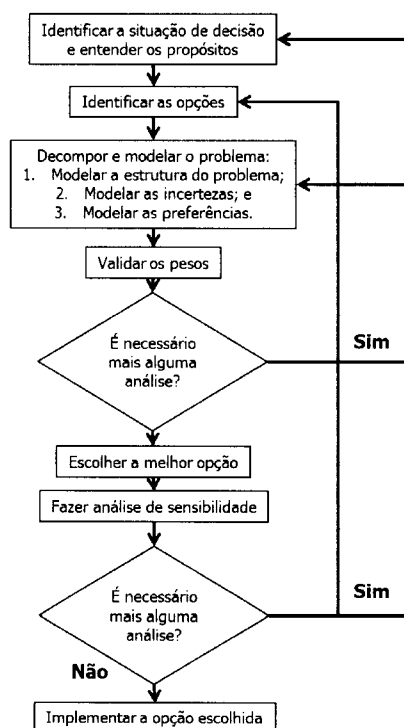 Identificar a situação de decisão
e entender os propósitos
Identificar as opções
Decompor e modelar o problema:
1. Modelar a estrutura do problema;
2. Modelar as incertezas; e
3. Modelar as preferências.
Validar os pesos
É necessário
mais alguma
análise?
Sim
Escolher a melhor opção
Fazer análise de sensibilidade
É necessário
mais alguma
análise?
Sim
Não
Implementar a opção escolhida